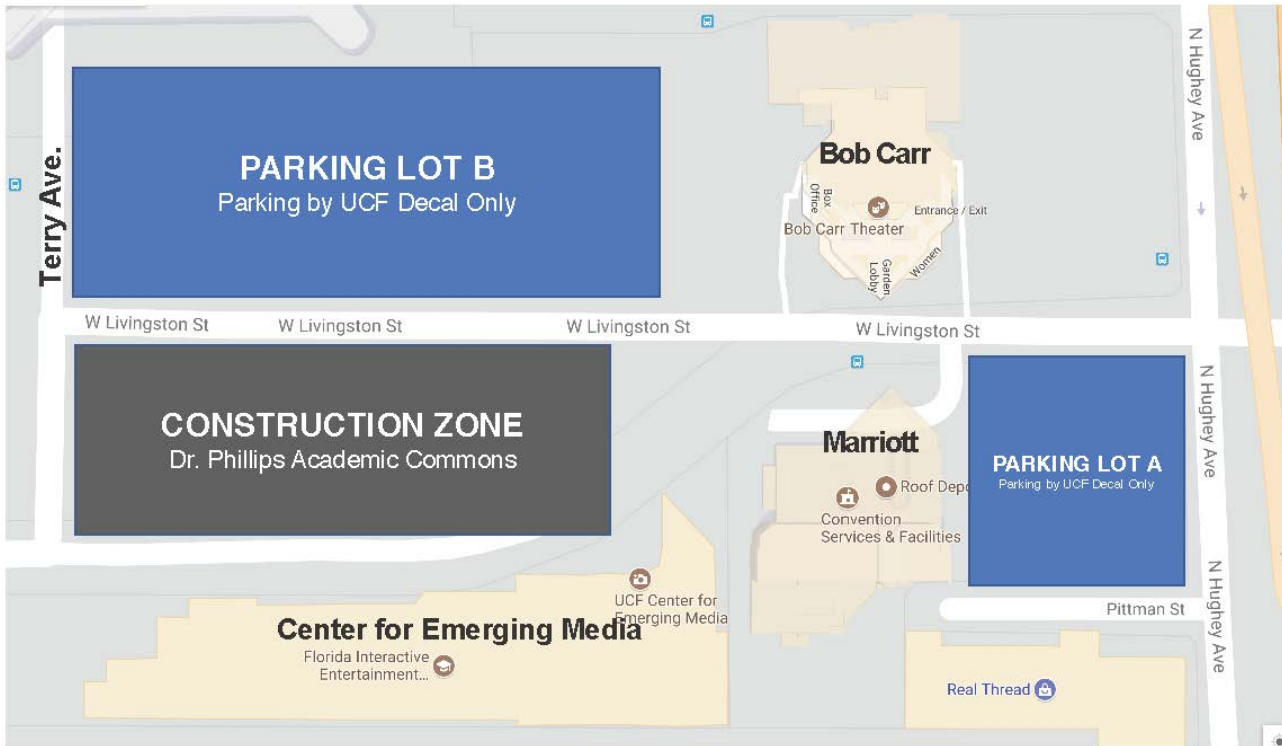 PARKING LOT B
Parking by UCF Decal Only
Terry Ave.
Bob Carr
Box
Office
Entrance / Exit
Bob Carr Theater
Women
Garden
Lobby
N Hughey Ave
W Livingston St
W Livingston St
W Livingston St
W Livingston St
CONSTRUCTION ZONE
Dr. Phillips Academic Commons
Marriott
Roof Depo
Convention
Services & Facilities
PARKING LOT A
Parking by UCF Decal Only
N Hughey Ave
UCF Center for
Emerging Media
Center for Emerging Media
Florida Interactive
Entertainment...
Pittman St
N Hughey Ave
Real Thread